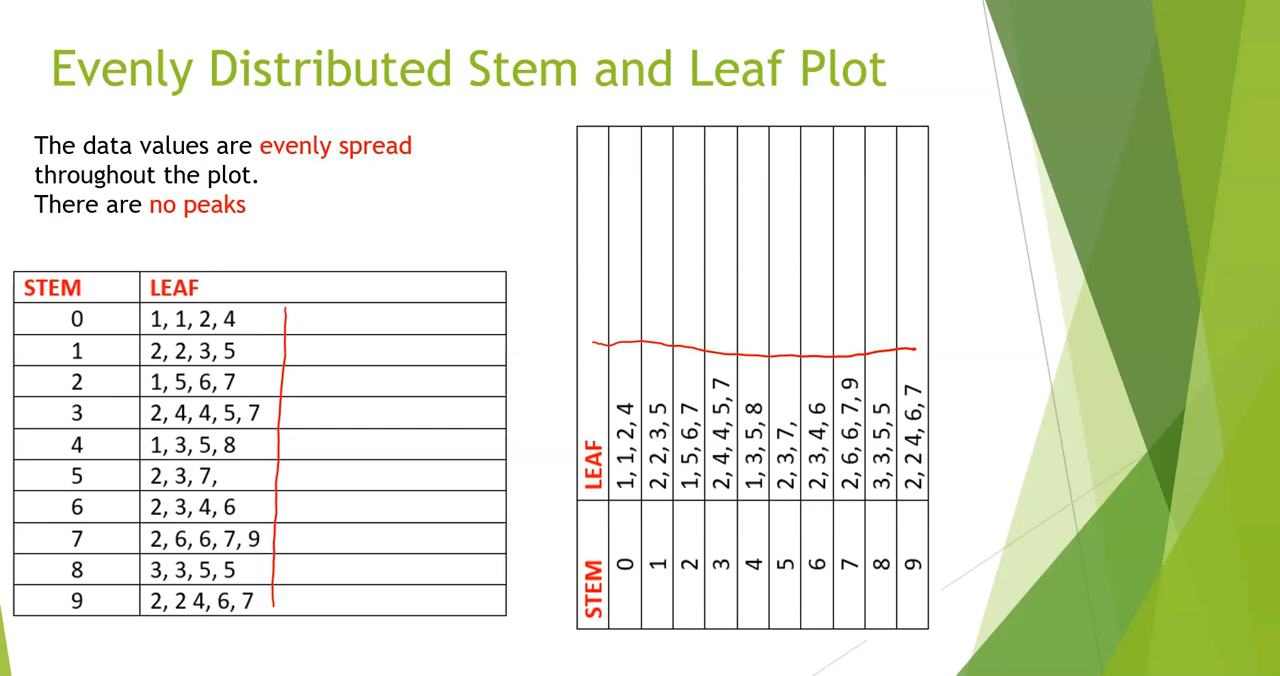 Evenly Distributed Stem and Leaf Plot
The data values are evenly spread
throughout the plot.
There are no peaks
STEM LEAF
0 1, 1, 2, 4
1 2, 2, 3, 5
2 1, 5, 6, 7
3 2, 4, 4, 5, 7
4 1, 3, 5, 8
5 2, 3, 7,
6 2, 3, 4, 6
7 2, 6, 6, 7, 9
8 3, 3, 5, 5
9 2, 2 4, 6, 7
STEM LEAF
0 1, 1, 2, 4
1 2, 2, 3, 5
2 1, 5, 6, 7
3 2, 4, 4, 5, 7
4 1, 3, 5, 8
5 2, 3, 7,
6 2, 3, 4, 6
7 2, 6, 6, 7, 9
8 3, 3, 5, 5
9 2, 2 4, 6, 7